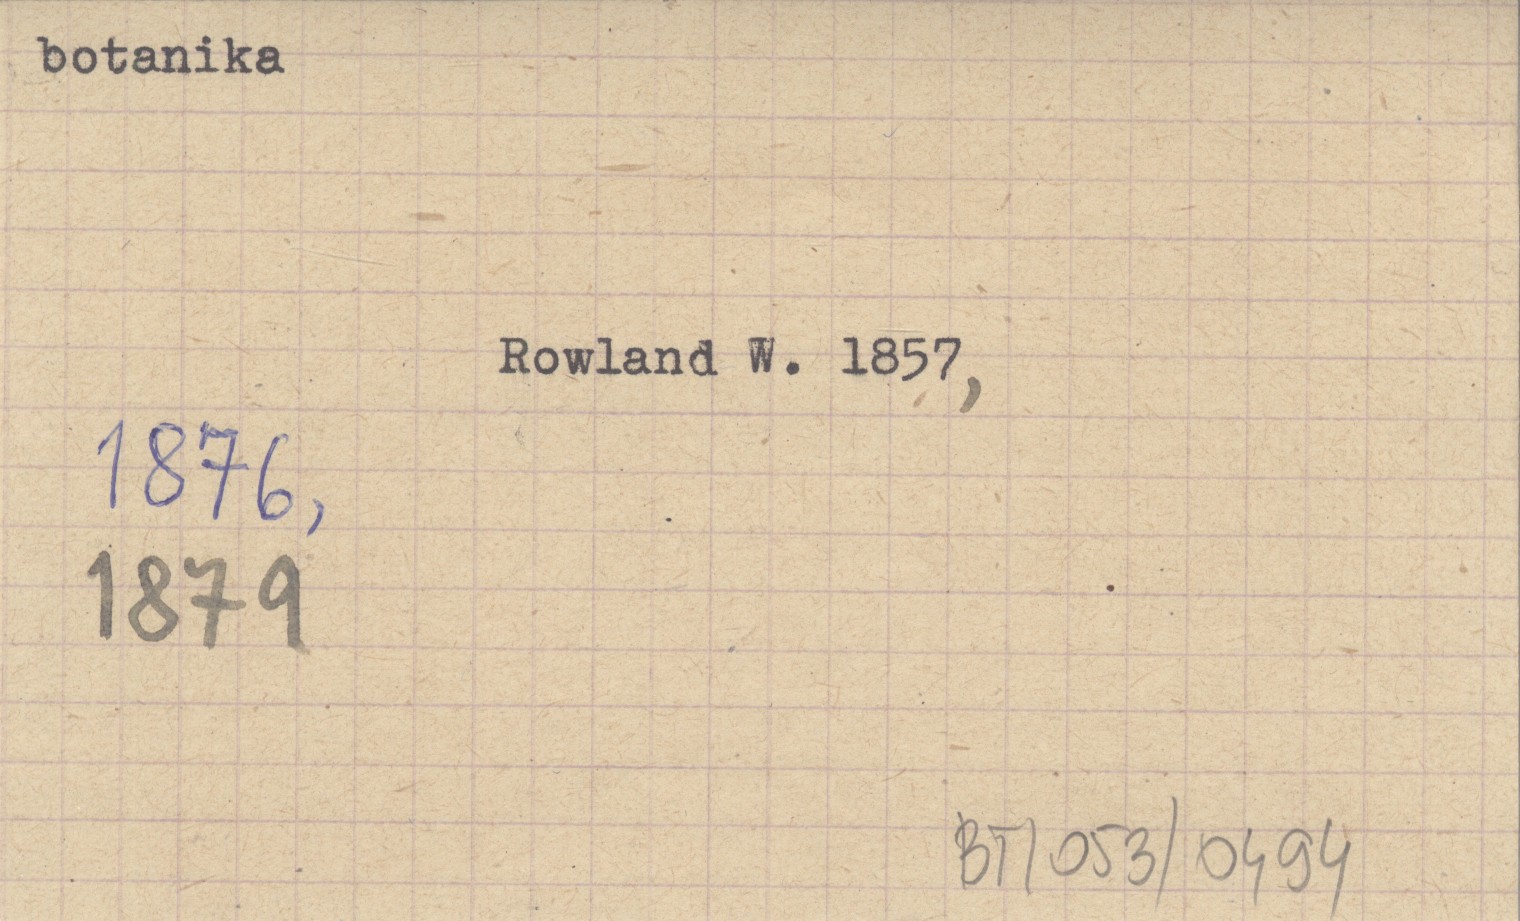 botanika
Rowland W. 1857,
1876,
1879
BT/053/0494